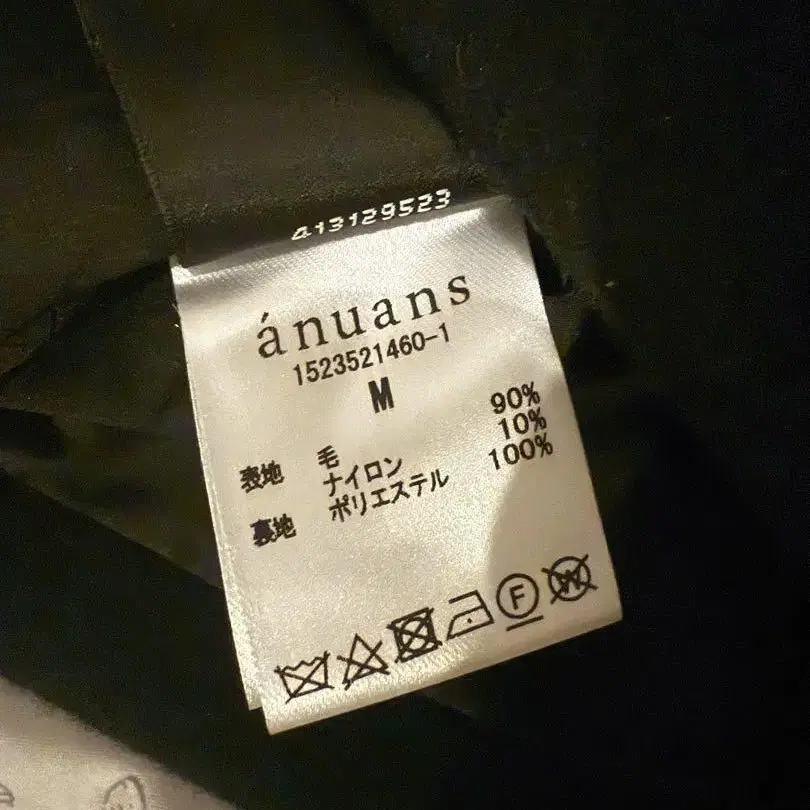 413129523
ánuans
1523521460-1
M
表地 毛 90%
ナイロン 10%
裏地 ポリエステル 100%
F
W